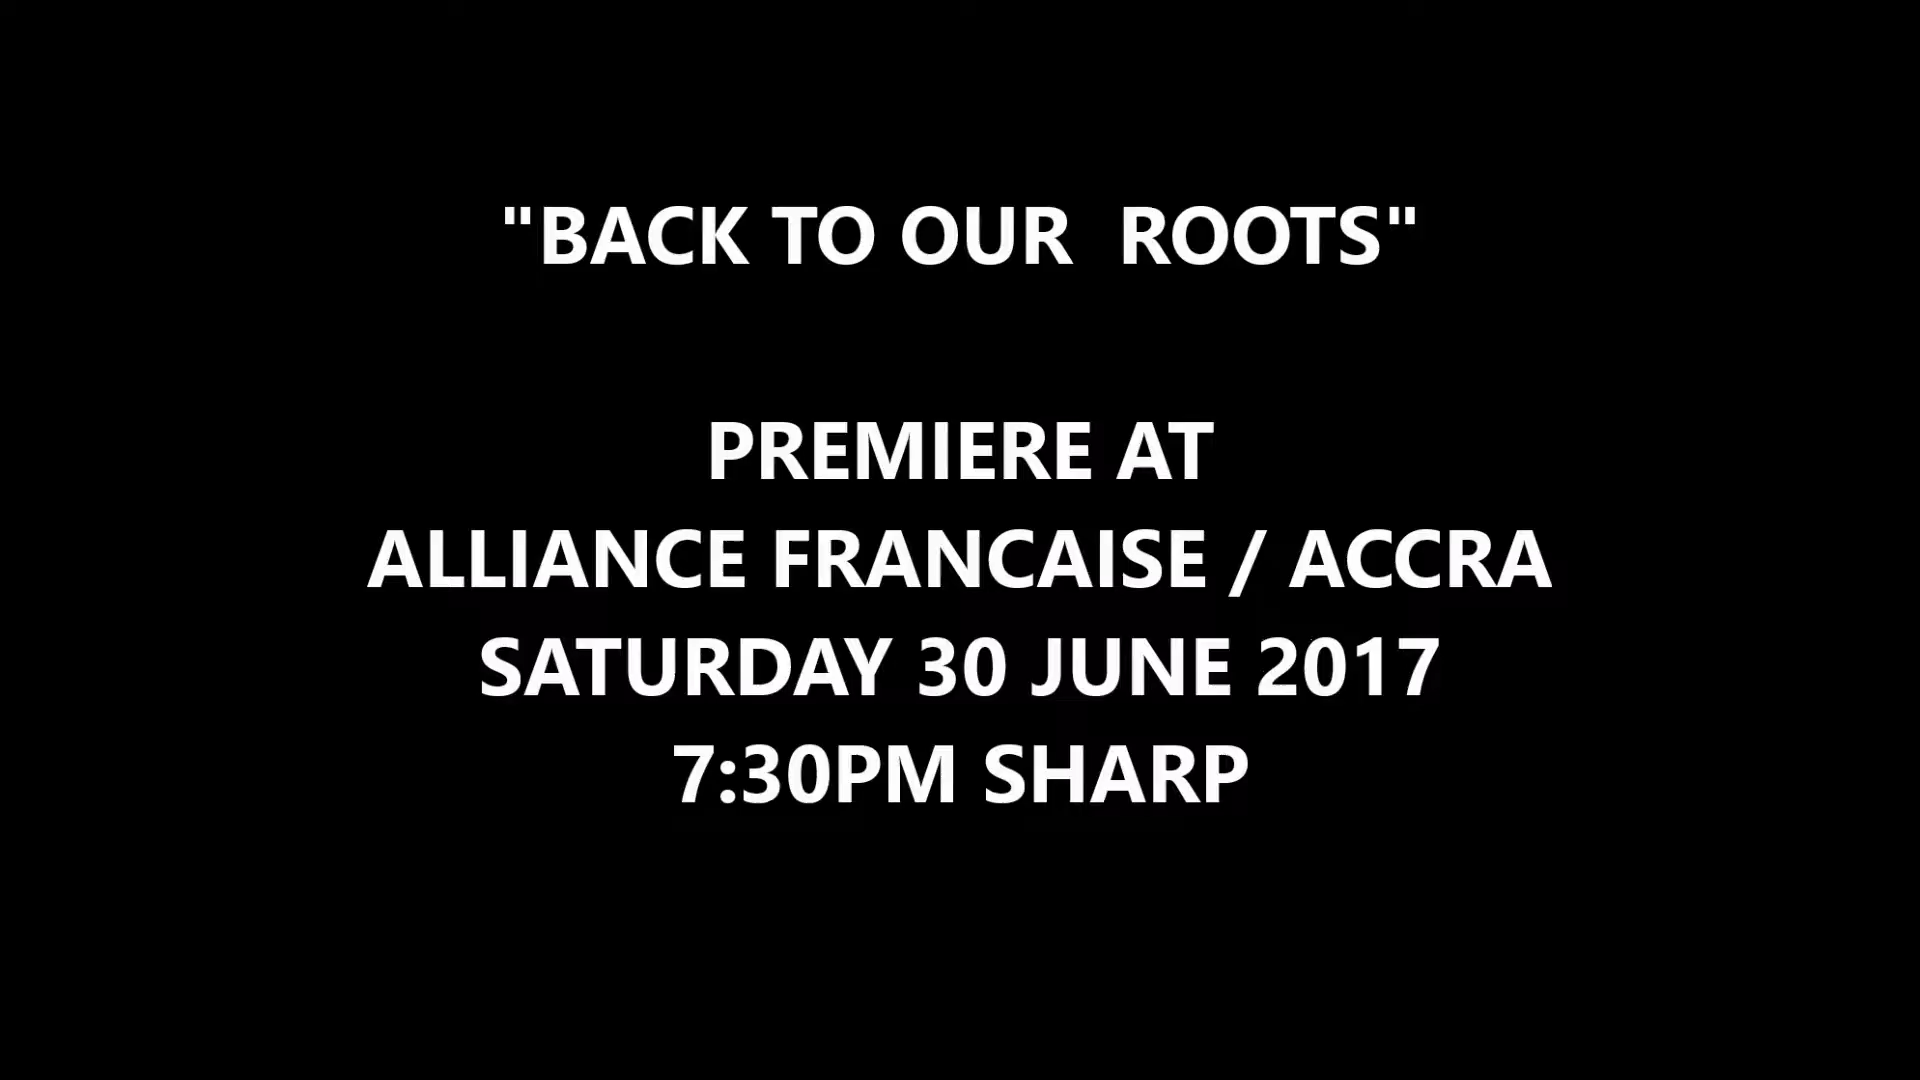 "BACK TO OUR  ROOTS"
PREMIERE AT
ALLIANCE FRANCAISE / ACCRA
SATURDAY 30 JUNE 2017
7:30PM SHARP